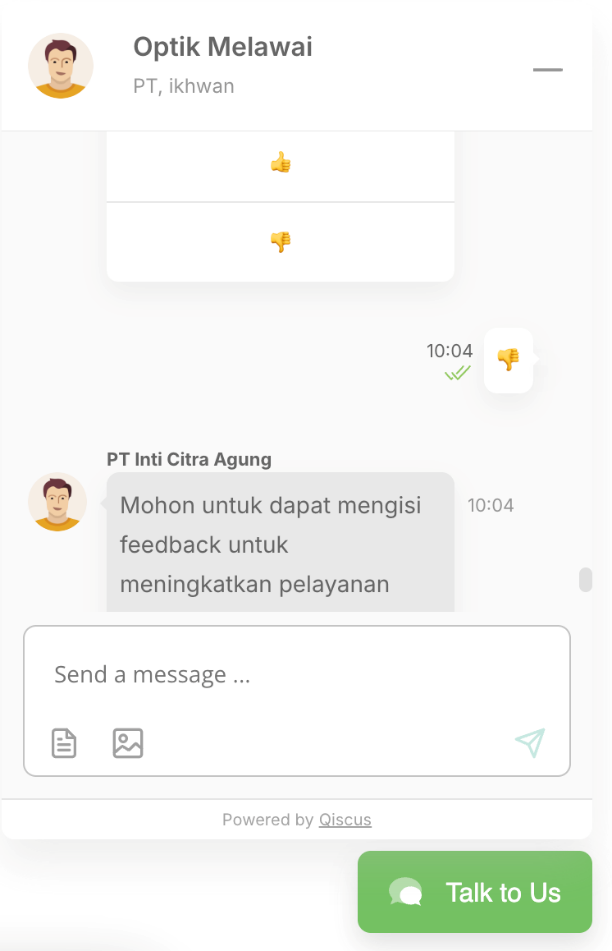 Optik Melawai
PT, ikhwan
10:04
PT Inti Citra Agung
Mohon untuk dapat mengisi
feedback untuk
meningkatkan pelayanan
10:04
Send a message ...
Powered by Qiscus
Talk to Us